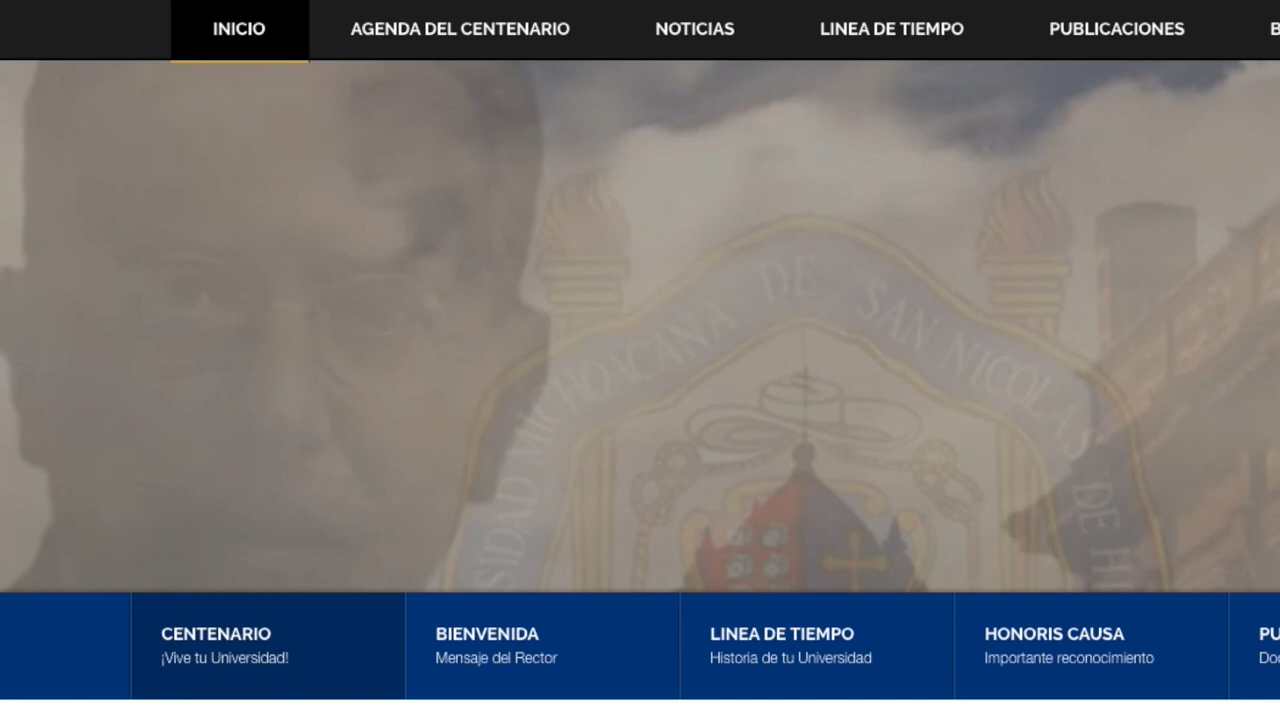 INICIO
AGENDA DEL CENTENARIO
NOTICIAS
LINEA DE TIEMPO
PUBLICACIONES
MICHOACANA DE SAN NICOLAS DE
CENTENARIO
¡Vive tu Universidad!
BIENVENIDA
Mensaje del Rector
LINEA DE TIEMPO
Historia de tu Universidad
HONORIS CAUSA
Importante reconocimiento